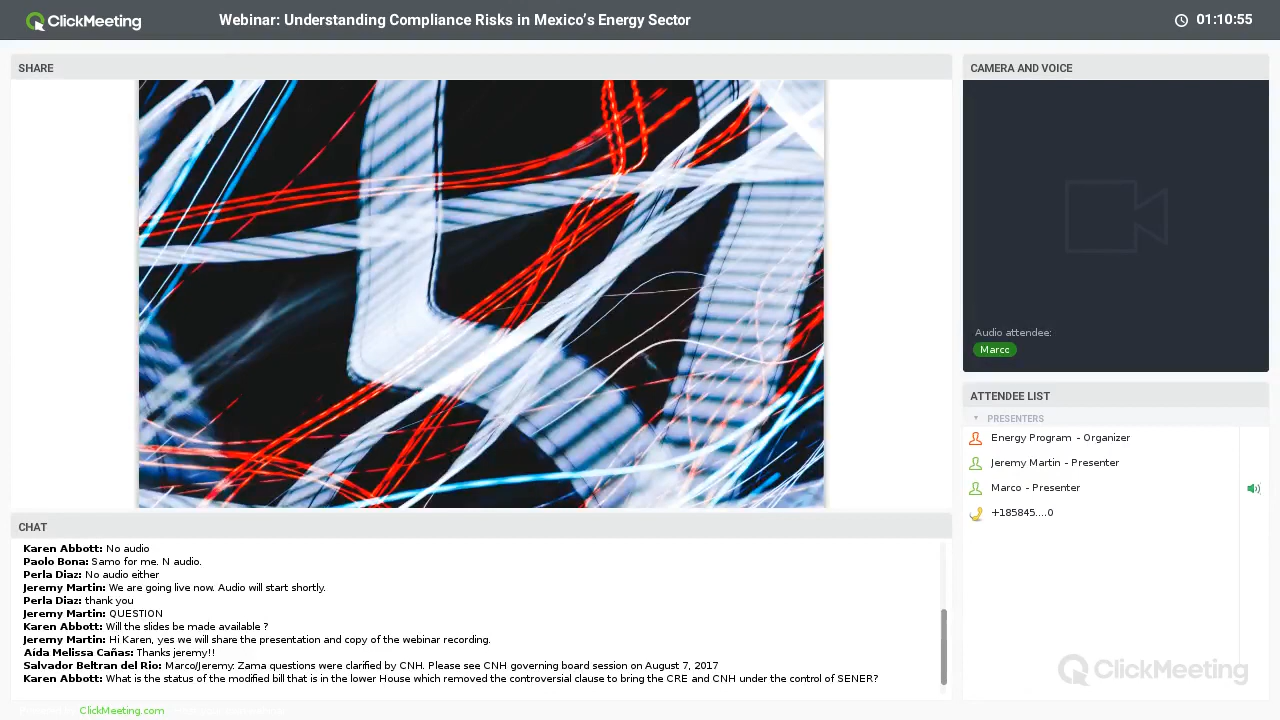 ClickMeeting
Webinar: Understanding Compliance Risks in Mexico’s Energy Sector
01:10:55
SHARE
CAMERA AND VOICE
Audio attendee:
Marcc
ATTENDEE LIST
PRESENTERS
Energy Program - Organizer
Jeremy Martin - Presenter
Marco - Presenter
+185845....0
CHAT
Karen Abbott: No audio
Paolo Bona: Samo for me. N audio.
Perla Diaz: No audio either
Jeremy Martin: We are going live now. Audio will start shortly.
Perla Diaz: thank you
Jeremy Martin: QUESTION
Karen Abbott: Will the slides be made available ?
Jeremy Martin: Hi Karen, yes we will share the presentation and copy of the webinar recording.
Aída Melissa Cañas: Thanks jeremy!!
Salvador Beltran del Rio: Marco/Jeremy: Zama questions were clarified by CNH. Please see CNH governing board session on August 7, 2017
Karen Abbott: What is the status of the modified bill that is in the lower House which removed the controversial clause to bring the CRE and CNH under the control of SENER?
ClickMeeting
ClickMeeting.com